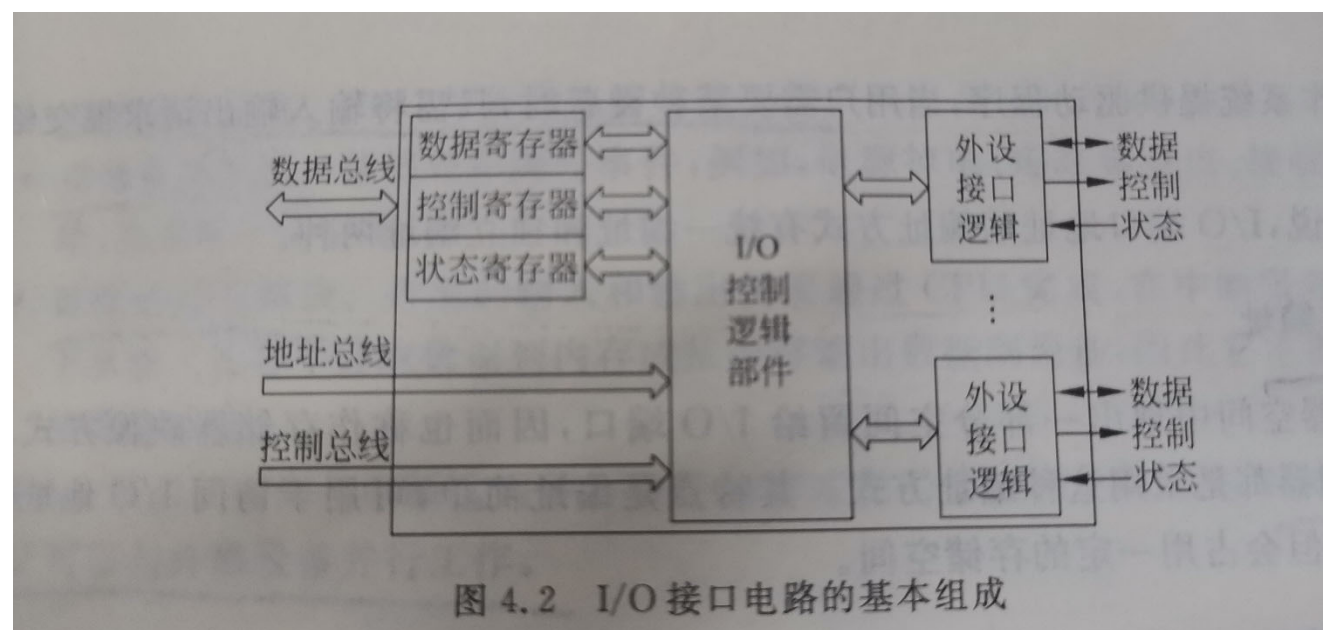 数据总线
数据寄存器
控制寄存器
状态寄存器
地址总线
控制总线
I/O
控制
逻辑
部件
外设
接口
逻辑
数据
控制
状态
⋮
外设
接口
逻辑
数据
控制
状态
图 4.2 I/O 接口电路的基本组成